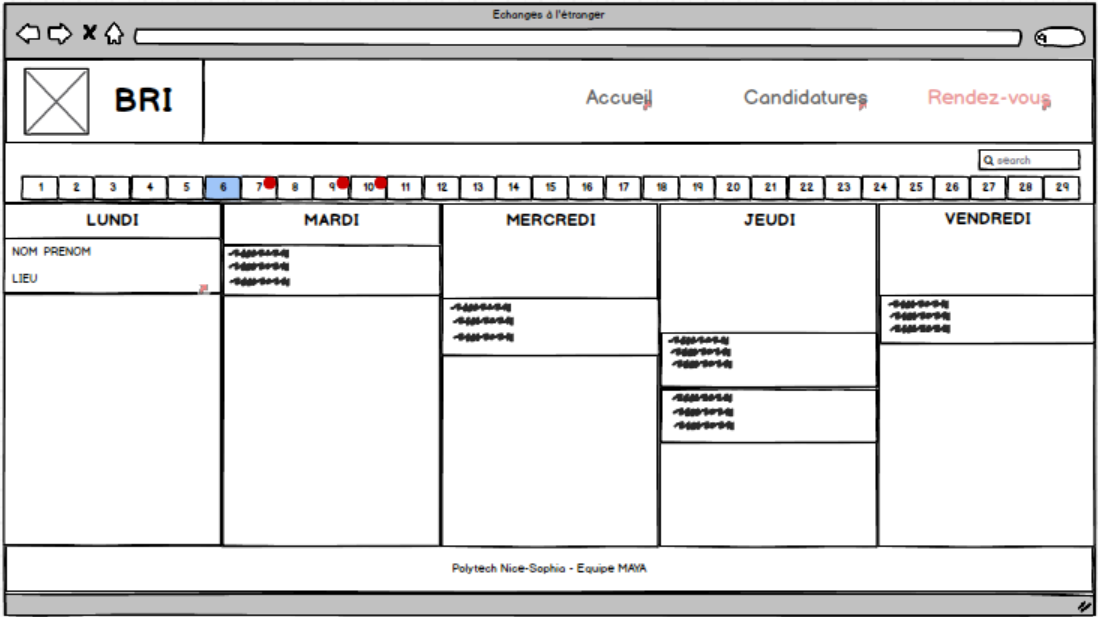 Echanges à l'étranger
BRI
Accueil Candidatures Rendez-vous
search
1 2 3 4 5 6 7 8 9 10 11 12 13 14 15 16 17 18 19 20 21 22 23 24 25 26 27 28 29
LUNDI MARDI MERCREDI JEUDI VENDREDI
NOM PRENOM
LIEU
Polytech Nice-Sophia - Equipe MAYA